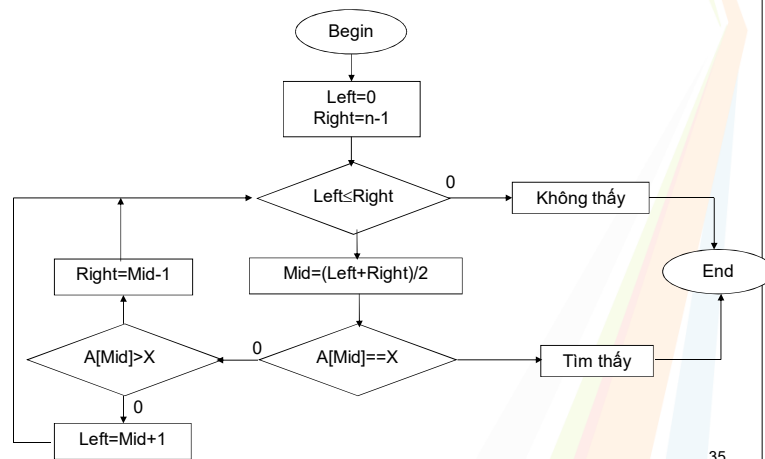 Begin
Left=0
Right=n-1
Left≤Right
0
Không thấy
Right=Mid-1
Mid=(Left+Right)/2
End
A[Mid]>X
0
A[Mid]==X
Tìm thấy
0
Left=Mid+1
35